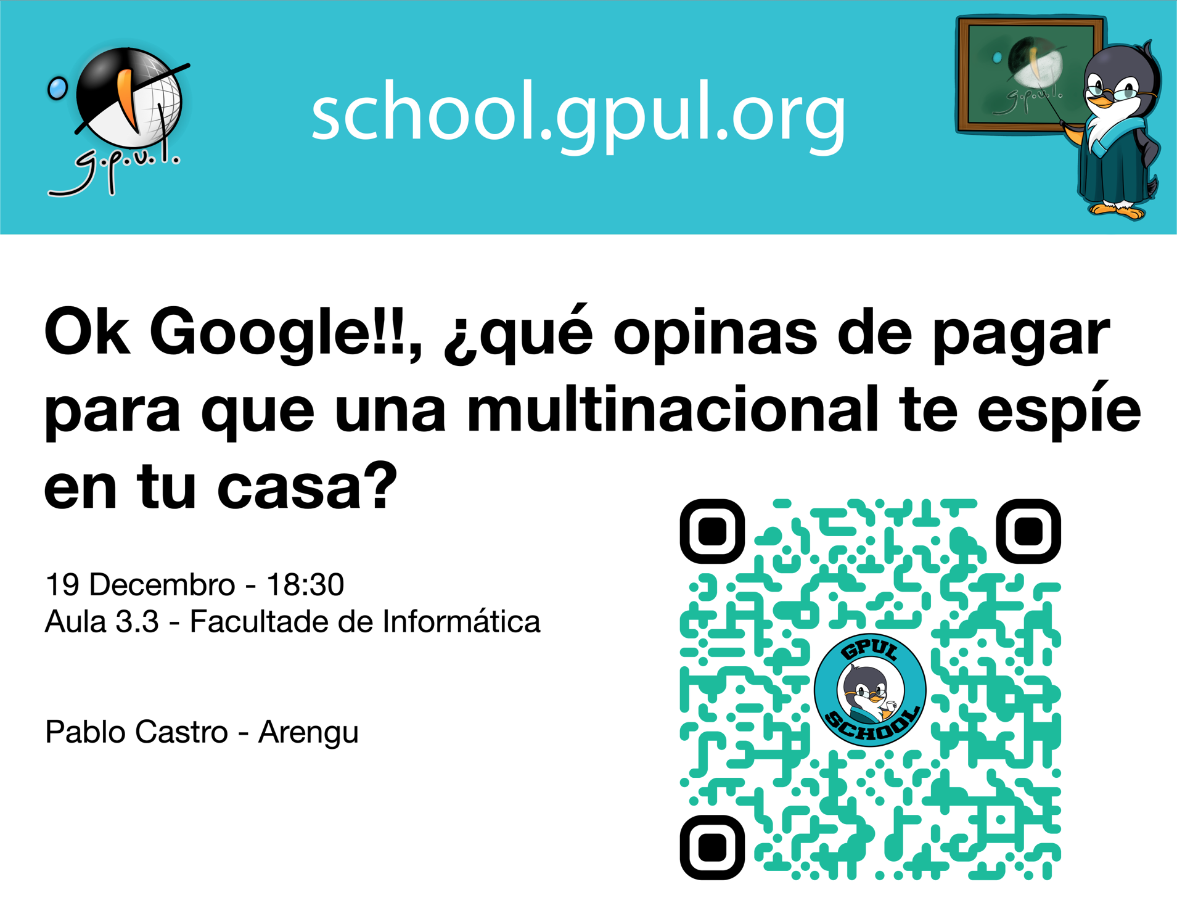 g.p.u.l.
school.gpul.org
g.p.u.l.
Ok Google!!, ¿qué opinas de pagar
para que una multinacional te espíe
en tu casa?
19 Decembro - 18:30
Aula 3.3 - Facultade de Informática
Pablo Castro - Arengu
GPUL
SCHOOL